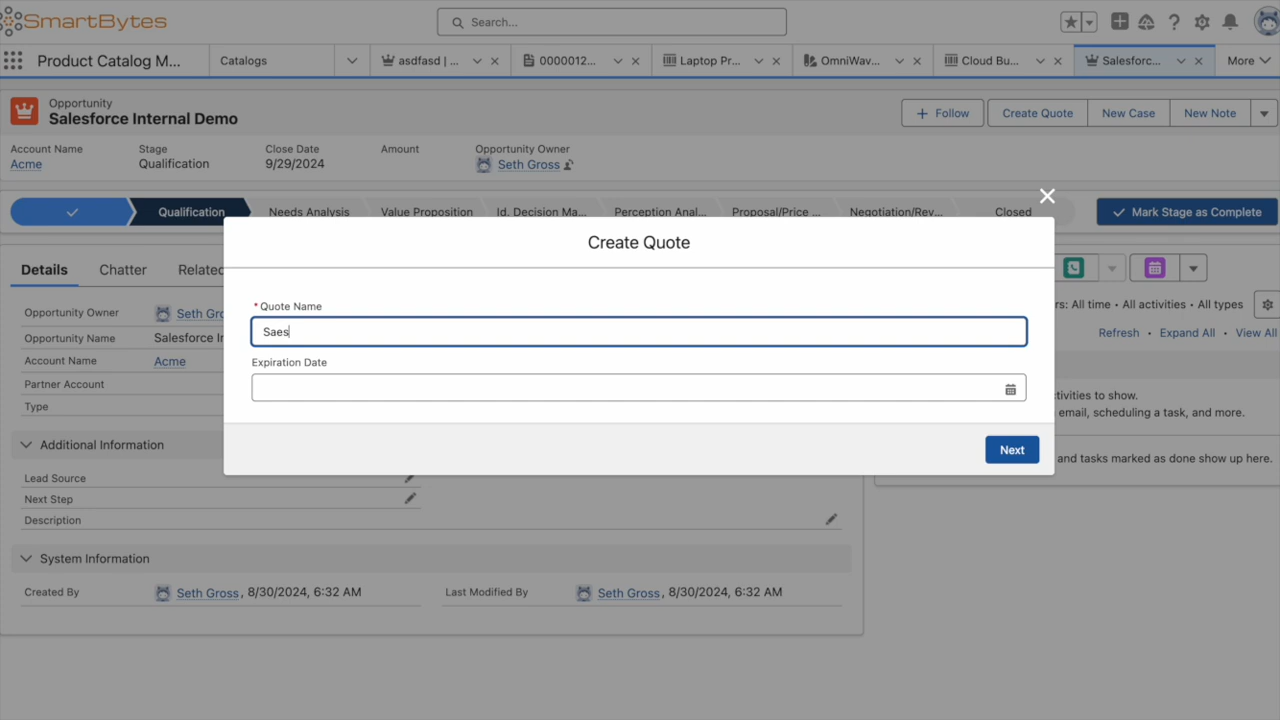 SmartBytes
Search...
Product Catalog M...
Catalogs
asdfasd | ...
0000012...
Laptop Pr...
OmniWav...
Cloud Bu...
Salesforc...
More
Opportunity
Salesforce Internal Demo
Follow
Create Quote
New Case
New Note
Account Name
Stage
Close Date
Amount
Opportunity Owner
Acme
Qualification
9/29/2024
Seth Gross
Qualification
Needs Analysis
Value Proposition
Id. Decision Ma...
Perception Anal...
Proposal/Price ...
Negotiation/Rev...
Closed
Mark Stage as Complete
Create Quote
* Quote Name
Saes
Expiration Date
Next
Details
Chatter
Related
Opportunity Owner
Seth Gro
Opportunity Name
Salesforce Ir
Account Name
Acme
Partner Account
Type
Additional Information
Lead Source
Next Step
Description
System Information
Created By
Seth Gross, 8/30/2024, 6:32 AM
Last Modified By
Seth Gross, 8/30/2024, 6:32 AM
rs: All time • All activities • All types
Refresh • Expand All • View All
tivities to show.
email, scheduling a task, and more.
and tasks marked as done show up here.